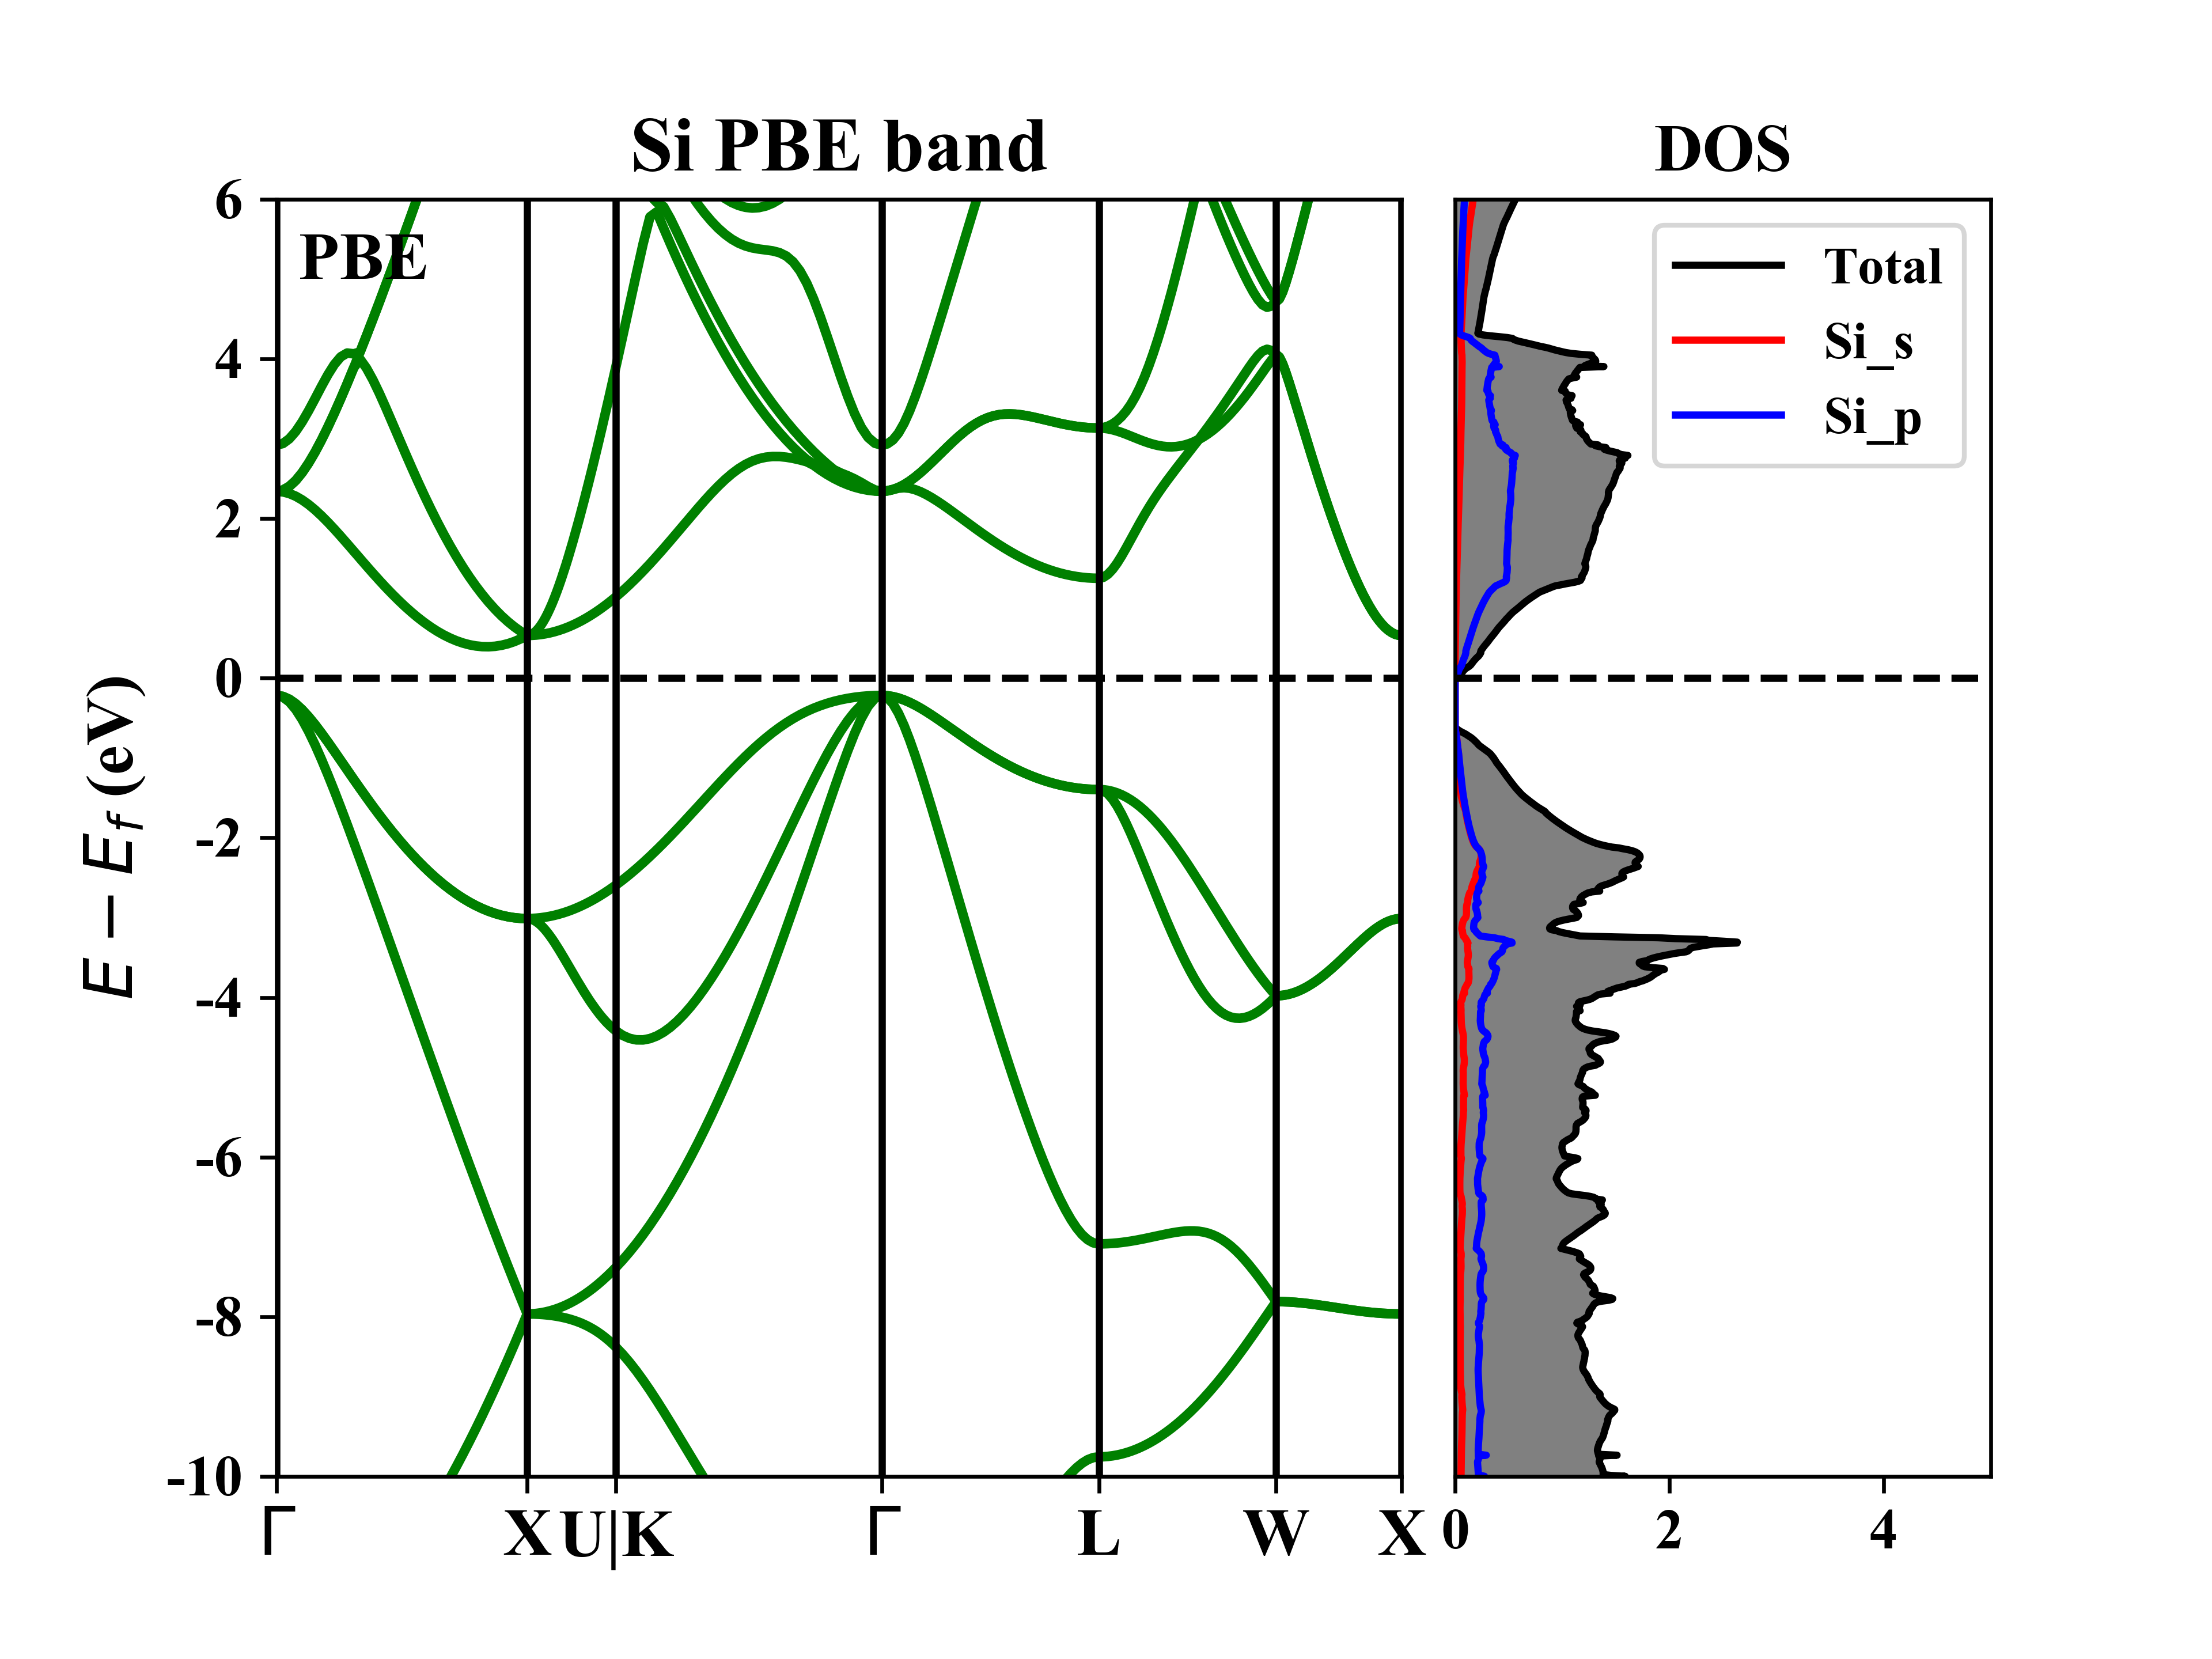 Si PBE band
DOS
PBE
6
4
2
0
-2
-4
-6
-8
-10
E − E_f (eV)
Γ X U|K Γ L W X
Total
Si_s
Si_p
0 2 4